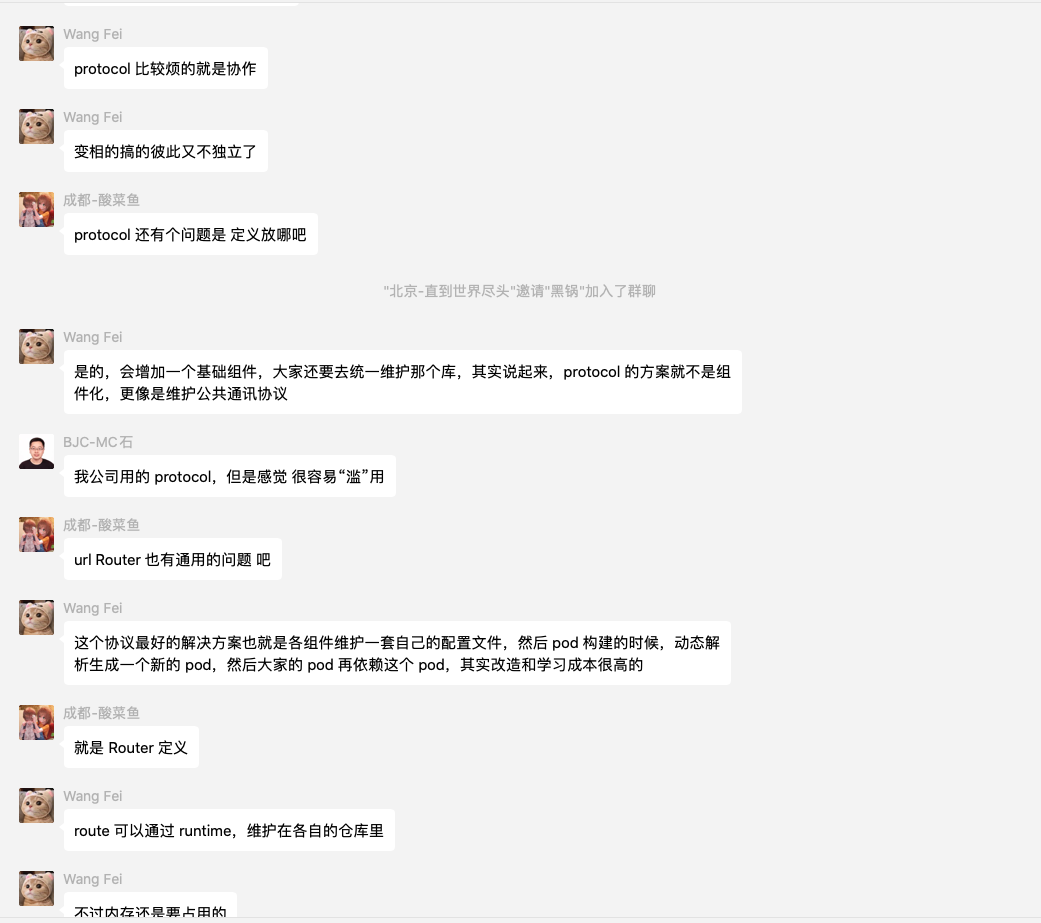 Wang Fei
protocol 比较烦的就是协作
Wang Fei
变相的搞的彼此又不独立了
成都-酸菜鱼
protocol 还有个问题是 定义放哪吧
"北京-直到世界尽头"邀请"黑锅"加入了群聊
Wang Fei
是的，会增加一个基础组件，大家还要去统一维护那个库，其实说起来，protocol 的方案就不是组
件化，更像是维护公共通讯协议
BJC-MC石
我公司用的 protocol，但是感觉 很容易“滥”用
成都-酸菜鱼
url Router 也有通用的问题 吧
Wang Fei
这个协议最好的解决方案也就是各组件维护一套自己的配置文件，然后 pod 构建的时候，动态解
析生成一个新的 pod，然后大家的 pod 再依赖这个 pod，其实改造和学习成本很高的
成都-酸菜鱼
就是 Router 定义
Wang Fei
route 可以通过 runtime，维护在各自的仓库里
Wang Fei
不过内存还是要占用的